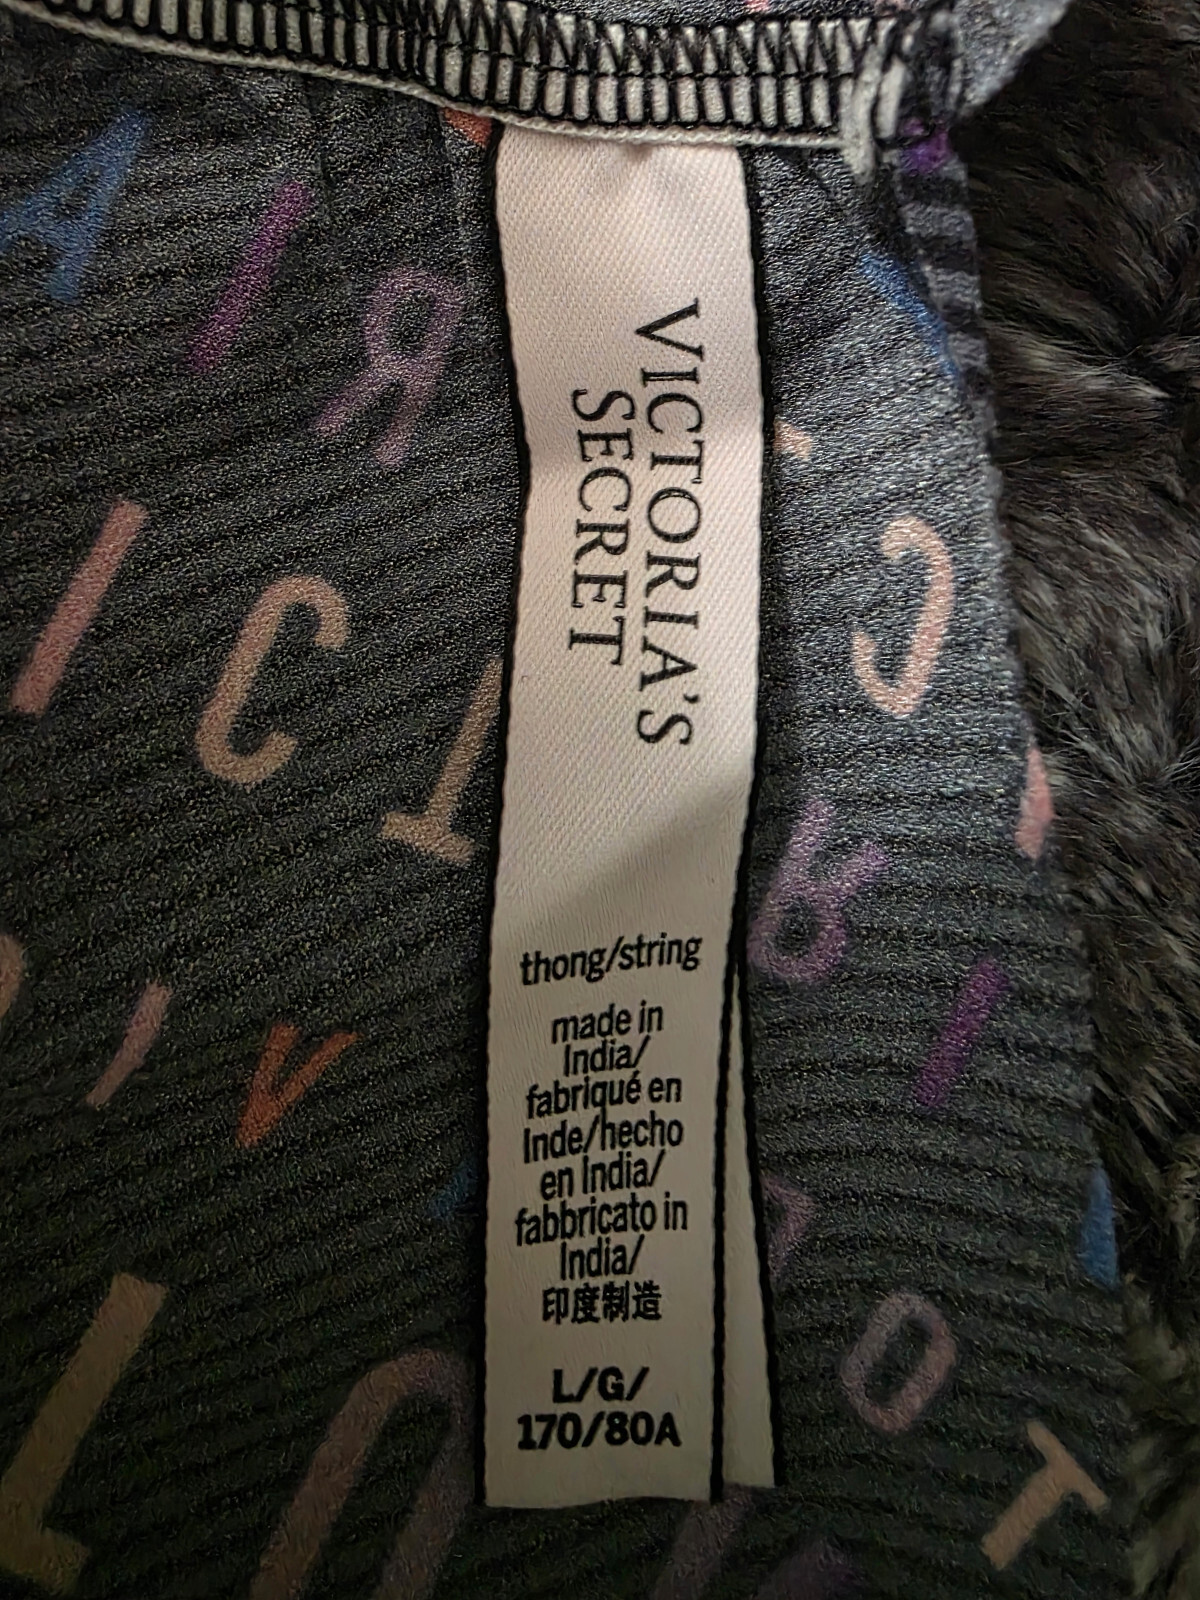 VICTORIA'S
SECRET
thong/string
made in
India/
fabriqué en
Inde/hecho
en India/
fabbricato in
India/
印度制造
L/G/
170/80A